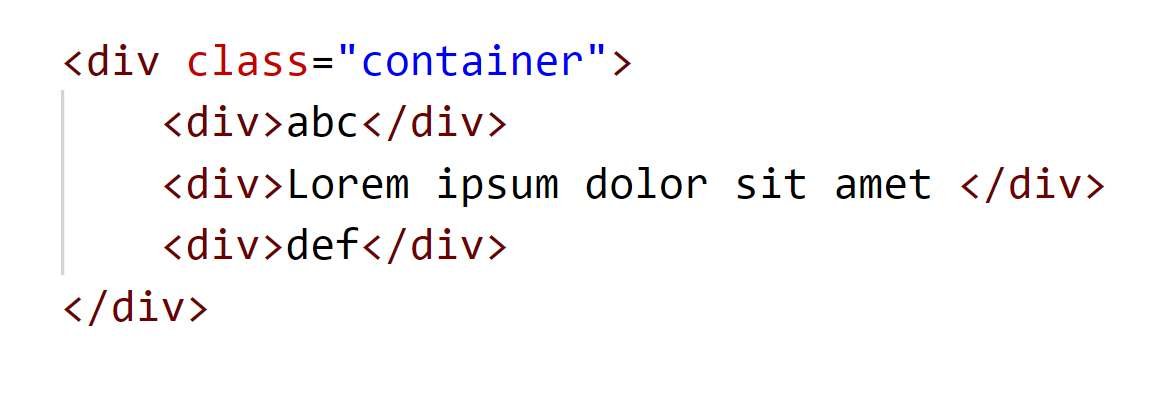 <div class="container">
    <div>abc</div>
    <div>Lorem ipsum dolor sit amet </div>
    <div>def</div>
</div>